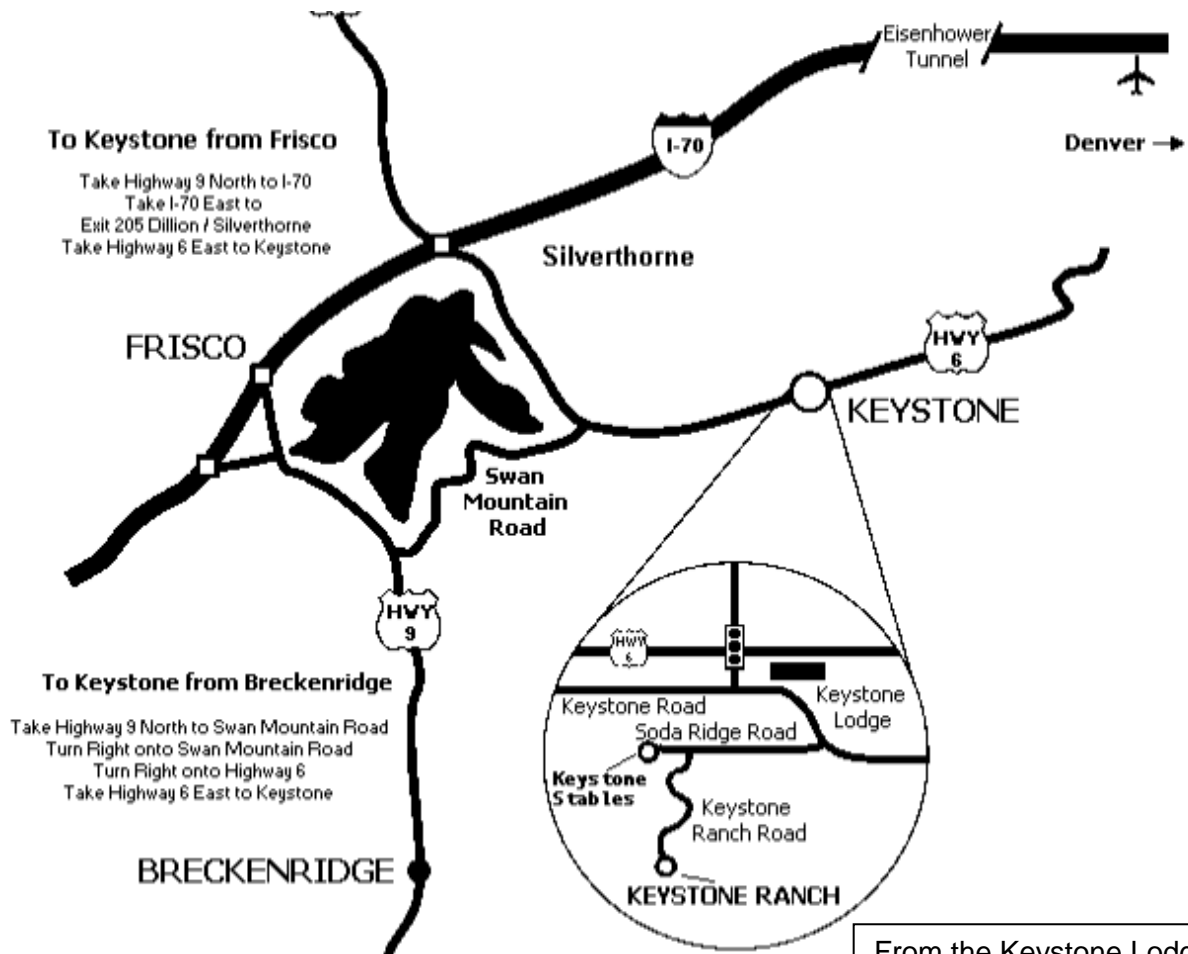 Eisenhower
Tunnel
To Keystone from Frisco
Take Highway 9 North to I-70
Take I-70 East to
Exit 205 Dillion / Silverthorne
Take Highway 6 East to Keystone
I-70
Denver
Silverthorne
FRISCO
HWY
6
KEYSTONE
Swan
Mountain
Road
HWY
9
To Keystone from Breckenridge
Take Highway 9 North to Swan Mountain Road
Turn Right onto Swan Mountain Road
Turn Right onto Highway 6
Take Highway 6 East to Keystone
BRECKENRIDGE
HWY
6
Keystone
Lodge
Keystone Road
Soda Ridge Road
Keystone
Stables
Keystone
Ranch Road
KEYSTONE RANCH
From the Keystone Lod